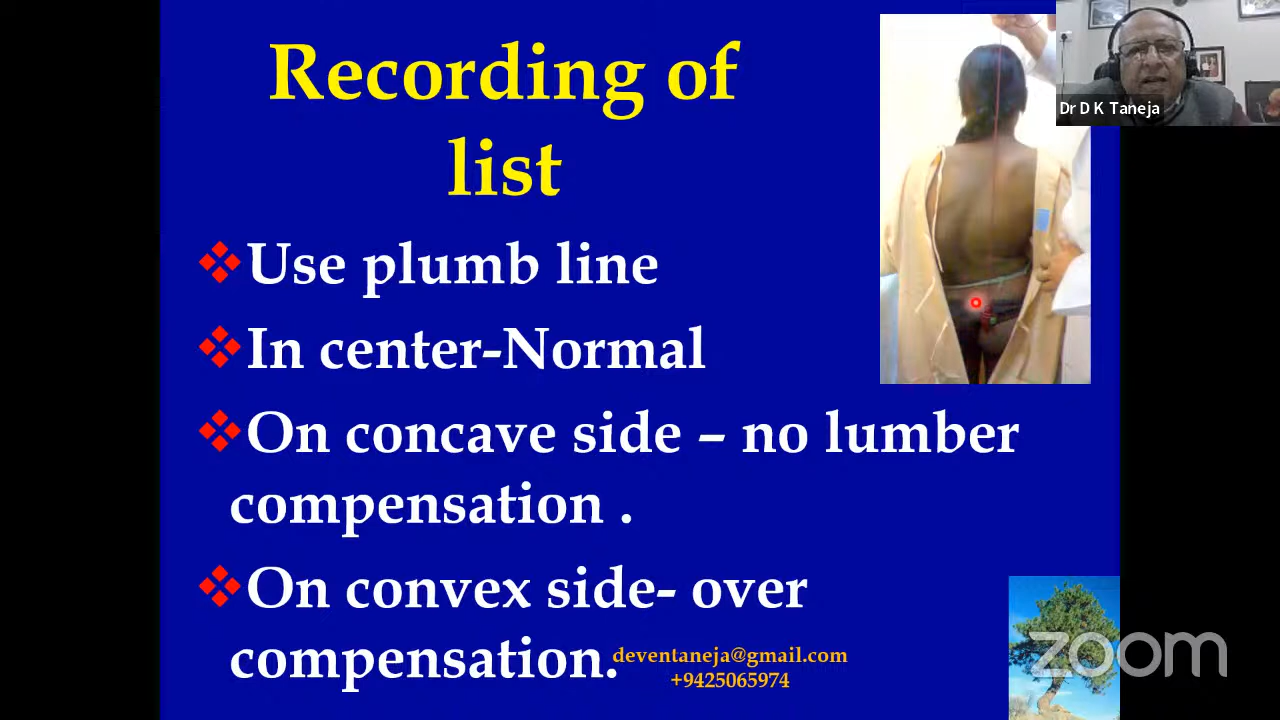 Recording of
list
Dr D K Taneja
❖Use plumb line
❖In center-Normal
❖On concave side – no lumber
compensation .
❖On convex side- over
compensation.
deventaneja@gmail.com
+9425065974
zoom